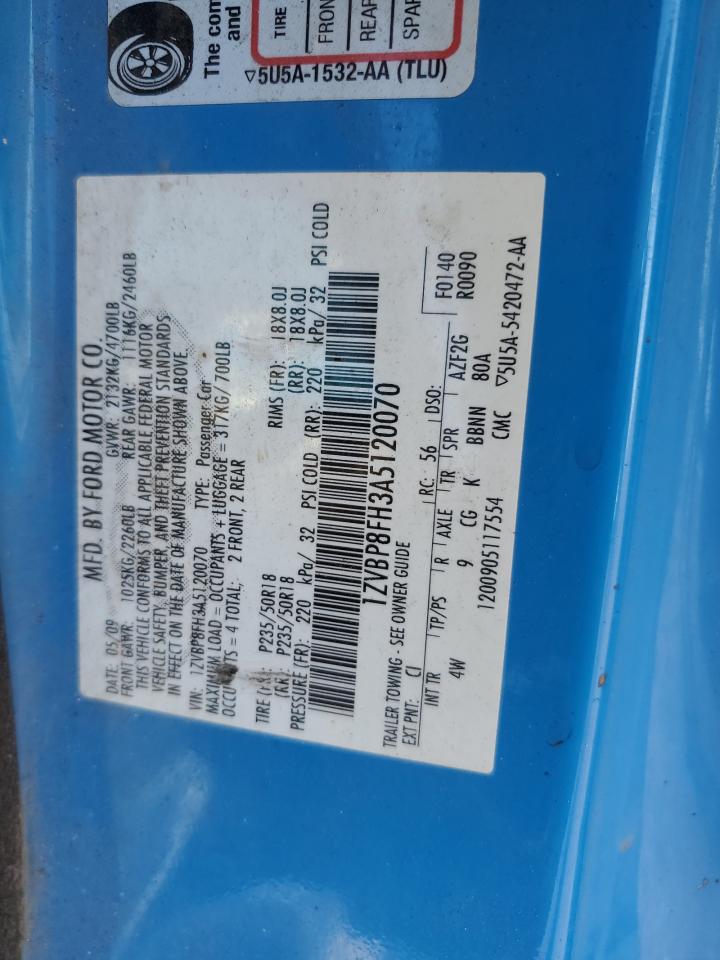 The com
and
TIRE
FRON
REAR
SPAR
▽5U5A-1532-AA (TLU)
MFD. BY FORD MOTOR CO.
DATE: 05/09 GVWR: 2132KG/4700LB
FRONT GAWR: 1025KG/2260LB REAR GAWR: 1116KG/2460LB
THIS VEHICLE CONFORMS TO ALL APPLICABLE FEDERAL MOTOR
VEHICLE SAFETY, BUMPER, AND THEFT PREVENTION STANDARDS
IN EFFECT ON THE DATE OF MANUFACTURE SHOWN ABOVE.
VIN: 1ZVBP8FH3A5120070 TYPE: Passenger Car
MAXIMUM LOAD = OCCUPANTS + LUGGAGE = 317KG/700LB
OCCUPANTS = 4 TOTAL: 2 FRONT, 2 REAR
TIRE P235/50R18 RIMS (FR): 18X8.0J
P235/50R18 (RR): 18X8.0J
PRESSURE (FR): 220 kPa/ 32 PSI COLD (RR): 220 kPa/ 32 PSI COLD
1ZVBP8FH3A5120070
TRAILER TOWING - SEE OWNER GUIDE
EXT PNT: CI RC: 56 DSO: F0140
R0090
INT TR TP/PS R AXLE TR SPR AZF2G
4W 9 CG K BBNN 80A
1200905117554 CMC ▽5U5A-5420472-AA